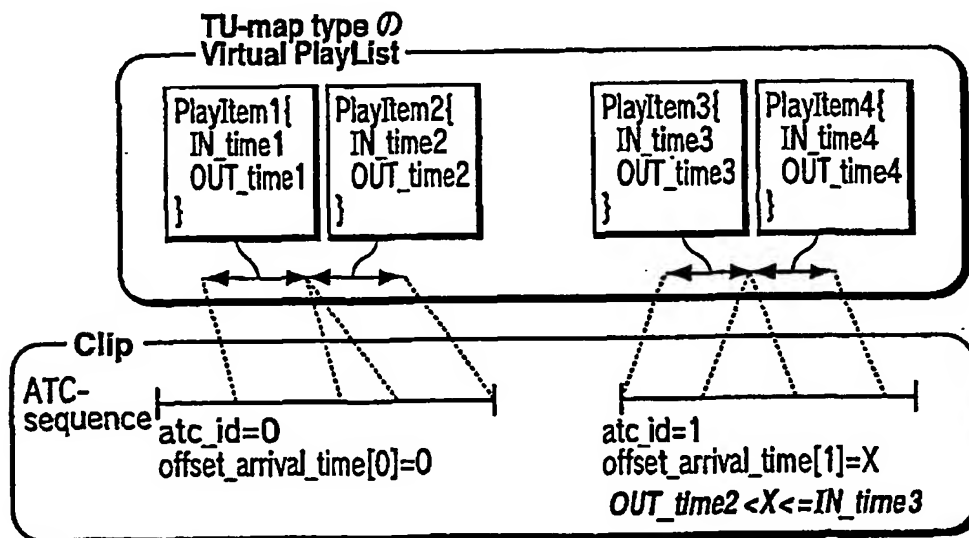 TU-map type の
Virtual PlayList
PlayItem1{
IN_time1
OUT_time1
}
PlayItem2{
IN_time2
OUT_time2
}
PlayItem3{
IN_time3
OUT_time3
}
PlayItem4{
IN_time4
OUT_time4
}
Clip
ATC-
sequence
atc_id=0
offset_arrival_time[0]=0
atc_id=1
offset_arrival_time[1]=X
OUT_time2<X<=IN_time3